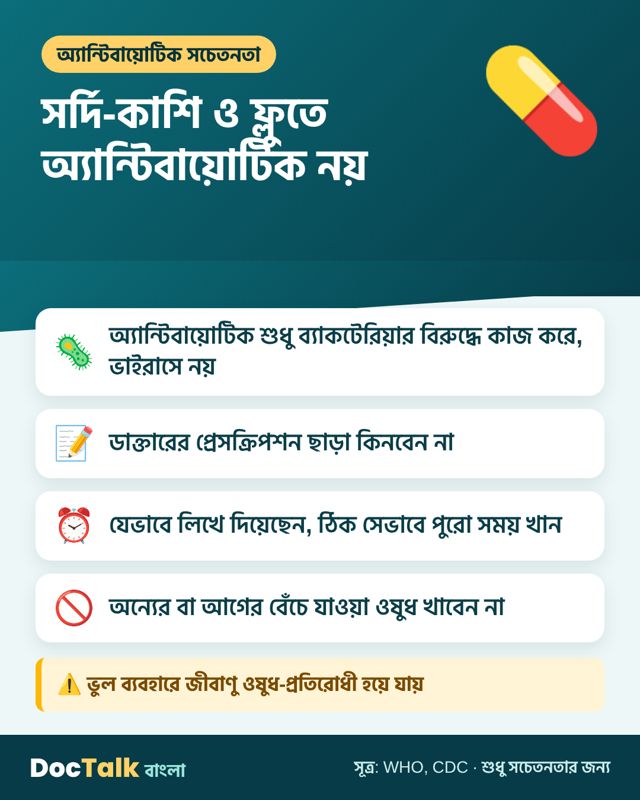 অ্যান্টিবায়োটিক সচেতনতা
সর্দি-কাশি ও ফ্লুতে
অ্যান্টিবায়োটিক নয়
অ্যান্টিবায়োটিক শুধু ব্যাকটেরিয়ার বিরুদ্ধে কাজ করে,
ভাইরাসে নয়
ডাক্তারের প্রেসক্রিপশন ছাড়া কিনবেন না
যেভাবে লিখে দিয়েছেন, ঠিক সেভাবে পুরো সময় খান
অন্যের বা আগের বেঁচে যাওয়া ওষুধ খাবেন না
ভুল ব্যবহারে জীবাণু ওষুধ-প্রতিরোধী হয়ে যায়
DocTalk বাংলা
সূত্র: WHO, CDC · শুধু সচেতনতার জন্য